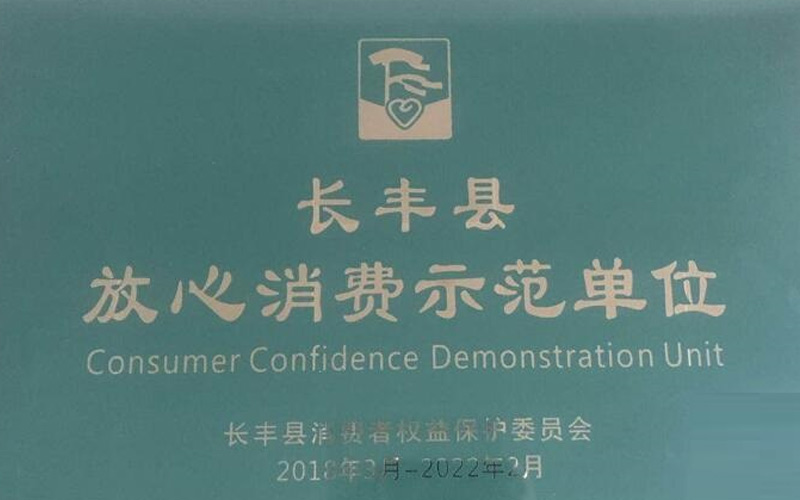 长丰县
放心消费示范单位
Consumer Confidence Demonstration Unit
长丰县消费者权益保护委员会
2018年3月-2022年2月